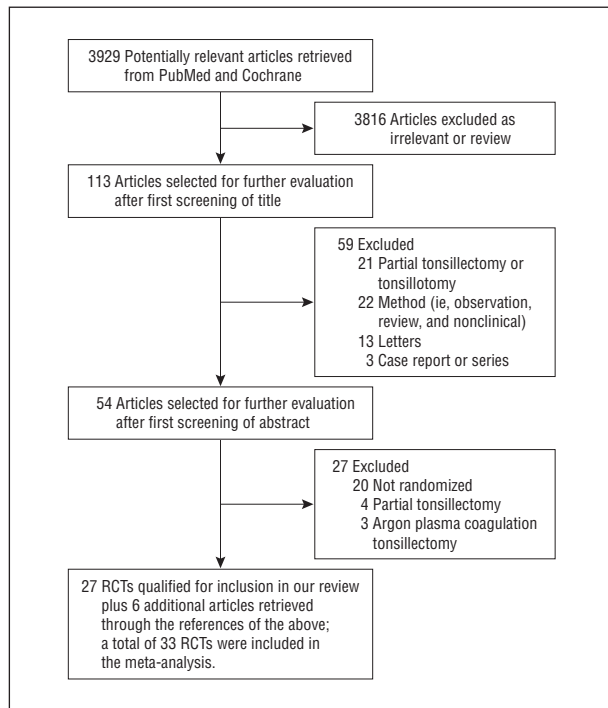 3929 Potentially relevant articles retrieved
from PubMed and Cochrane
3816 Articles excluded as
irrelevant or review
113 Articles selected for further evaluation
after first screening of title
59 Excluded
21 Partial tonsillectomy or
tonsillotomy
22 Method (ie, observation,
review, and nonclinical)
13 Letters
3 Case report or series
54 Articles selected for further evaluation
after first screening of abstract
27 Excluded
20 Not randomized
4 Partial tonsillectomy
3 Argon plasma coagulation
tonsillectomy
27 RCTs qualified for inclusion in our review
plus 6 additional articles retrieved
through the references of the above;
a total of 33 RCTs were included in
the meta-analysis.